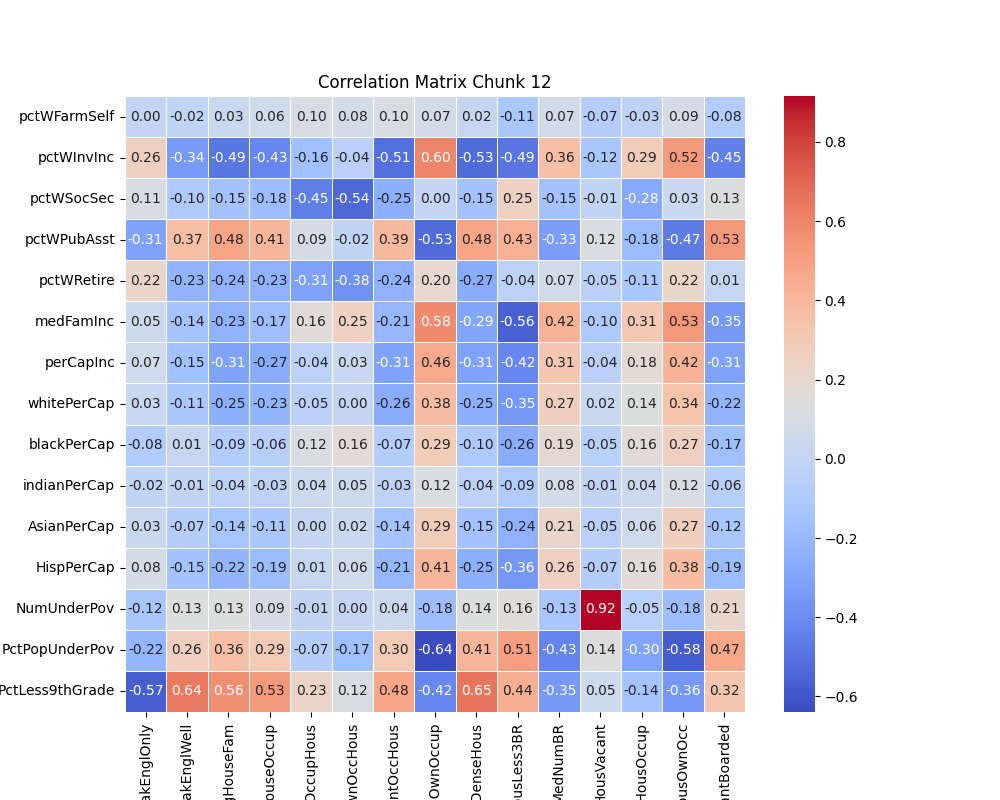 Correlation Matrix Chunk 12
pctWFarmSelf 0.00 -0.02 0.03 0.06 0.10 0.08 0.10 0.07 0.02 -0.11 0.07 -0.07 -0.03 0.09 -0.08
pctWInvInc 0.26 -0.34 -0.49 -0.43 -0.16 -0.04 -0.51 0.60 -0.53 -0.49 0.36 -0.12 0.29 0.52 -0.45
pctWSocSec 0.11 -0.10 -0.15 -0.18 -0.45 -0.54 -0.25 0.00 -0.15 0.25 -0.15 -0.01 -0.28 0.03 0.13
pctWPubAsst -0.31 0.37 0.48 0.41 0.09 -0.02 0.39 -0.53 0.48 0.43 -0.33 0.12 -0.18 -0.47 0.53
pctWRetire 0.22 -0.23 -0.24 -0.23 -0.31 -0.38 -0.24 0.20 -0.27 -0.04 0.07 -0.05 -0.11 0.22 0.01
medFamInc 0.05 -0.14 -0.23 -0.17 0.16 0.25 -0.21 0.58 -0.29 -0.56 0.42 -0.10 0.31 0.53 -0.35
perCapInc 0.07 -0.15 -0.31 -0.27 -0.04 0.03 -0.31 0.46 -0.31 -0.42 0.31 -0.04 0.18 0.42 -0.31
whitePerCap 0.03 -0.11 -0.25 -0.23 -0.05 0.00 -0.26 0.38 -0.25 -0.35 0.27 0.02 0.14 0.34 -0.22
blackPerCap -0.08 0.01 -0.09 -0.06 0.12 0.16 -0.07 0.29 -0.10 -0.26 0.19 -0.05 0.16 0.27 -0.17
indianPerCap -0.02 -0.01 -0.04 -0.03 0.04 0.05 -0.03 0.12 -0.04 -0.09 0.08 -0.01 0.04 0.12 -0.06
AsianPerCap 0.03 -0.07 -0.14 -0.11 0.00 0.02 -0.14 0.29 -0.15 -0.24 0.21 -0.05 0.06 0.27 -0.12
HispPerCap 0.08 -0.15 -0.22 -0.19 0.01 0.06 -0.21 0.41 -0.25 -0.36 0.26 -0.07 0.16 0.38 -0.19
NumUnderPov -0.12 0.13 0.13 0.09 -0.01 0.00 0.04 -0.18 0.14 0.16 -0.13 0.92 -0.05 -0.18 0.21
PctPopUnderPov -0.22 0.26 0.36 0.29 -0.07 -0.17 0.30 -0.64 0.41 0.51 -0.43 0.14 -0.30 -0.58 0.47
PctLess9thGrade -0.57 0.64 0.56 0.53 0.23 0.12 0.48 -0.42 0.65 0.44 -0.35 0.05 -0.14 -0.36 0.32
akEnglOnly
akEnglWell
gHouseFam
ouseOccup
OccupHous
wnOccHous
ntOccHous
OwnOccup
DenseHous
usLess3BR
MedNumBR
HousVacant
HousOccup
ousOwnOcc
antBoarded
0.8
0.6
0.4
0.2
0.0
−0.2
−0.4
−0.6